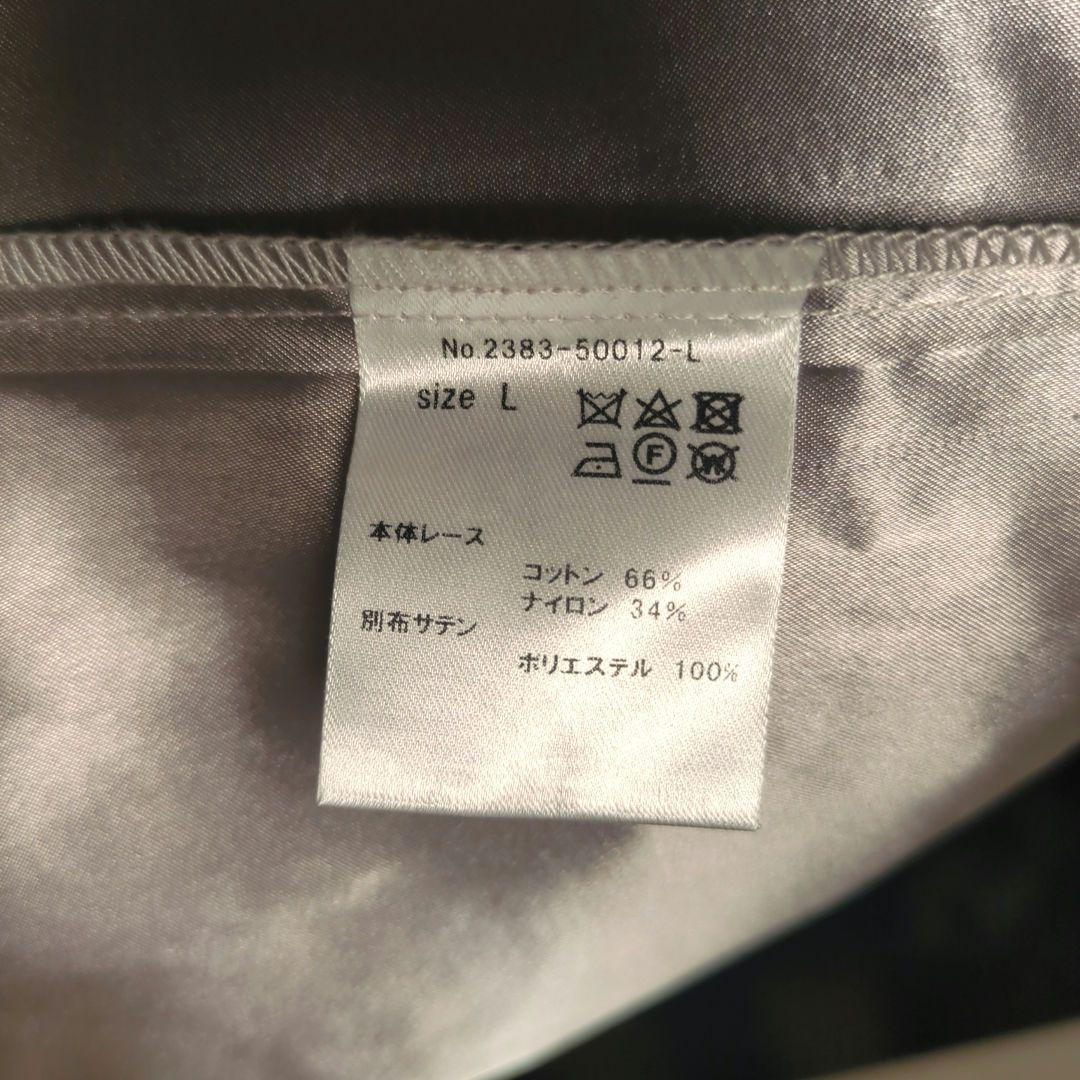 No.2383-50012-L
size L
F W
本体レース
コットン 66%
ナイロン 34%
別布サテン
ポリエステル 100%